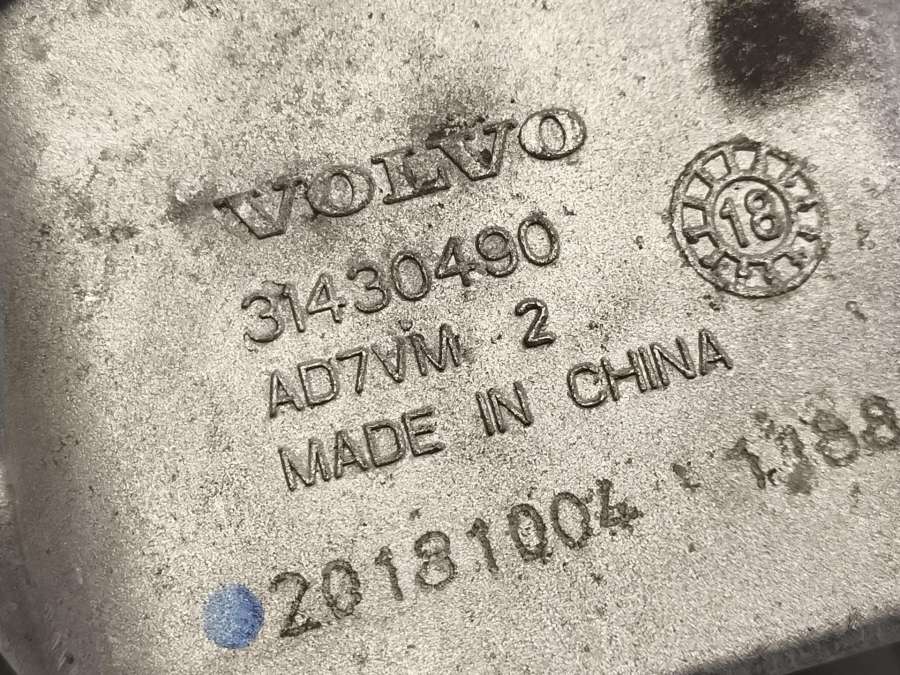 VOLVO
31430490
18
AD7VM 2
MADE IN CHINA
20181004